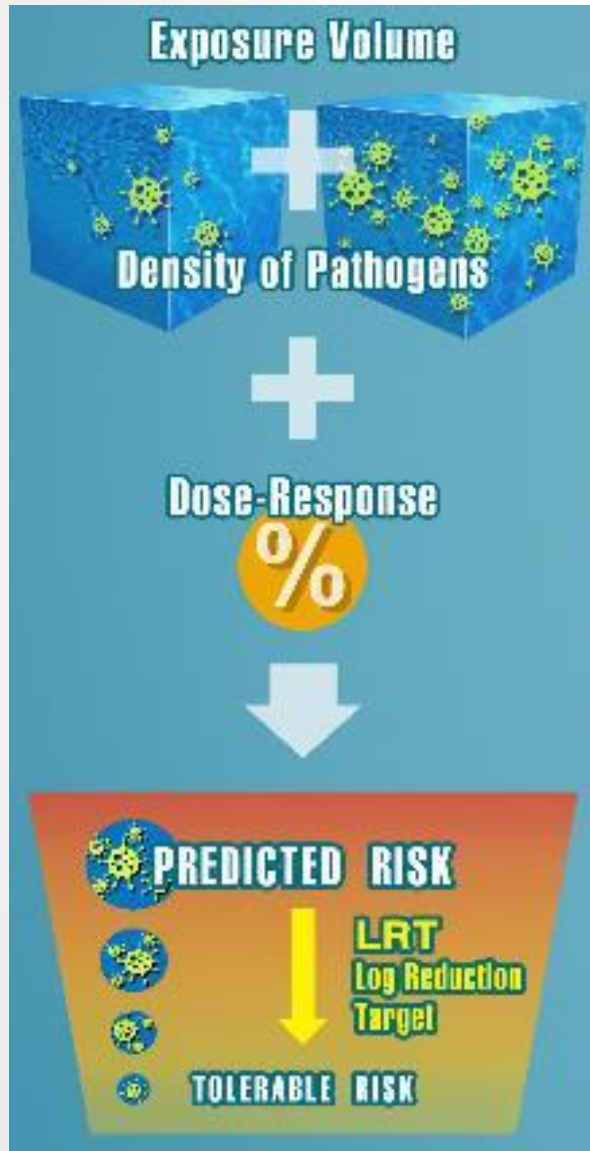 Exposure Volume
Density of Pathogens
Dose-Response
%
PREDICTED RISK
LRT
Log Reduction
Target
TOLERABLE RISK